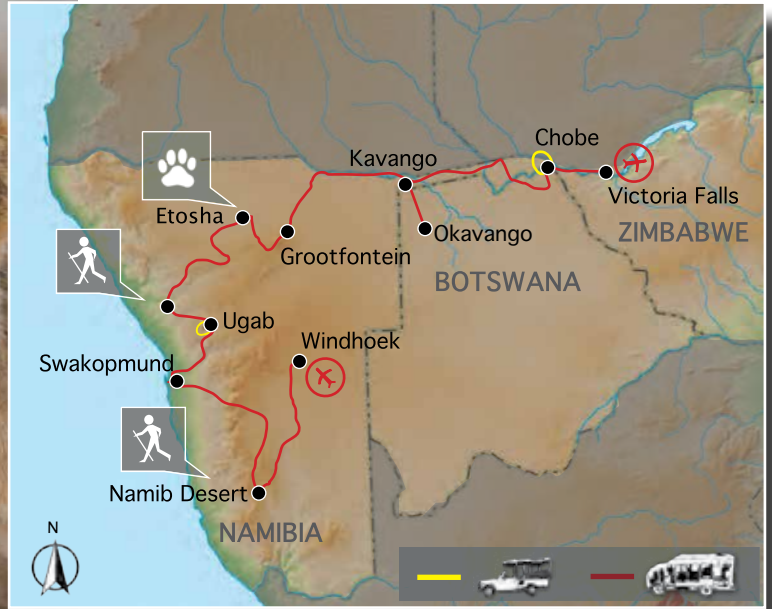 Chobe
Kavango
Victoria Falls
Etosha
Grootfontein
Okavango
ZIMBABWE
BOTSWANA
Ugab
Windhoek
Swakopmund
Namib Desert
NAMIBIA
N